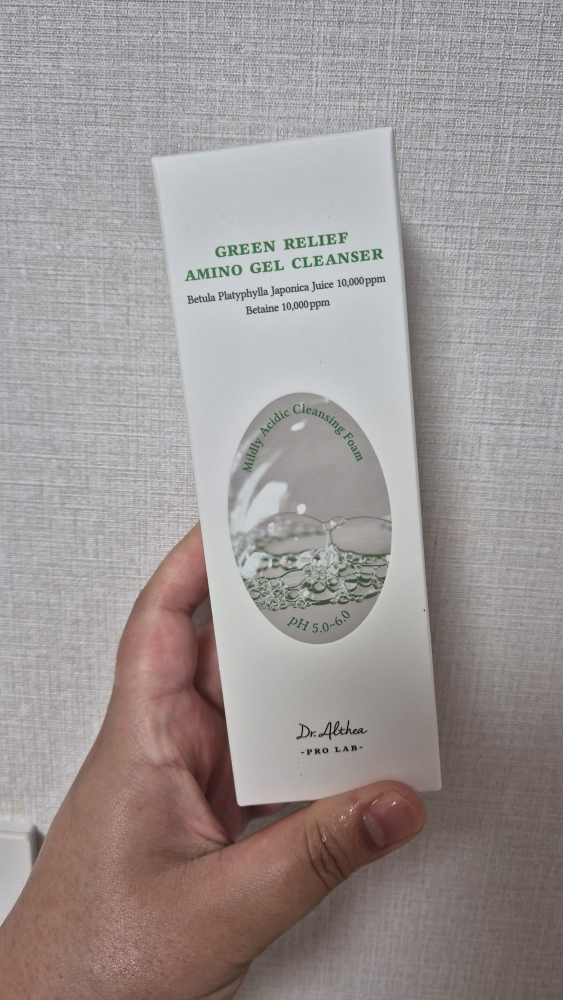 GREEN RELIEF
AMINO GEL CLEANSER
Betula Platyphylla Japonica Juice 10,000ppm
Betaine 10,000ppm
Mildly Acidic Cleansing Foam
pH 5.0-6.0
Dr.Althea
-PRO LAB-